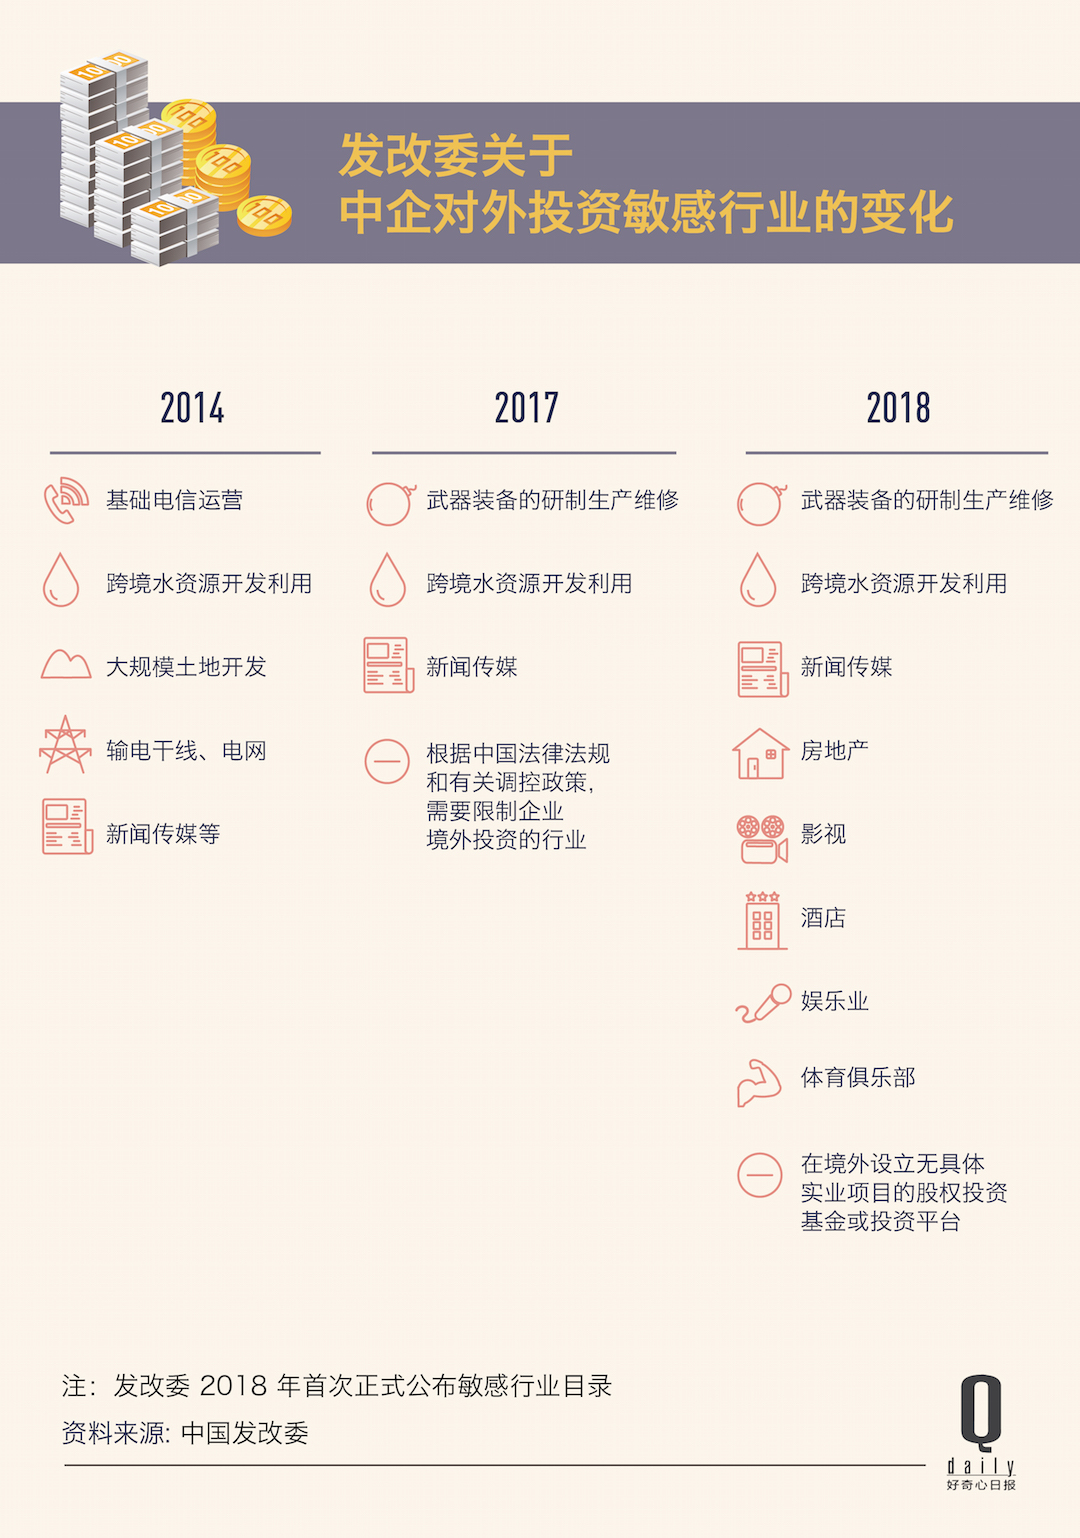 发改委关于
中企对外投资敏感行业的变化
2014
基础电信运营
跨境水资源开发利用
大规模土地开发
输电干线、电网
新闻传媒等
2017
武器装备的研制生产维修
跨境水资源开发利用
新闻传媒
根据中国法律法规
和有关调控政策,
需要限制企业
境外投资的行业
2018
武器装备的研制生产维修
跨境水资源开发利用
新闻传媒
房地产
影视
酒店
娱乐业
体育俱乐部
在境外设立无具体
实业项目的股权投资
基金或投资平台
注：发改委 2018 年首次正式公布敏感行业目录
资料来源: 中国发改委
Q
daily
好奇心日报
100
100
100